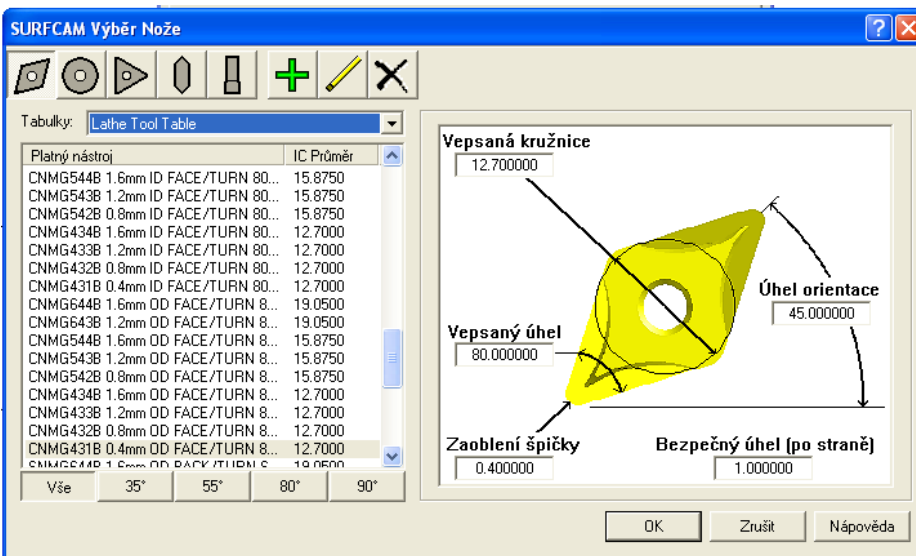 SURFCAM Výběr Nože
Tabulky: Lathe Tool Table
Platný nástroj IC Průměr
CNMG544B 1.6mm ID FACE/TURN 80... 15.8750
CNMG543B 1.2mm ID FACE/TURN 80... 15.8750
CNMG542B 0.8mm ID FACE/TURN 80... 15.8750
CNMG434B 1.6mm ID FACE/TURN 80... 12.7000
CNMG433B 1.2mm ID FACE/TURN 80... 12.7000
CNMG432B 0.8mm ID FACE/TURN 80... 12.7000
CNMG431B 0.4mm ID FACE/TURN 80... 12.7000
CNMG644B 1.6mm OD FACE/TURN 8... 19.0500
CNMG643B 1.2mm OD FACE/TURN 8... 19.0500
CNMG544B 1.6mm OD FACE/TURN 8... 15.8750
CNMG543B 1.2mm OD FACE/TURN 8... 15.8750
CNMG542B 0.8mm OD FACE/TURN 8... 15.8750
CNMG434B 1.6mm OD FACE/TURN 8... 12.7000
CNMG433B 1.2mm OD FACE/TURN 8... 12.7000
CNMG432B 0.8mm OD FACE/TURN 8... 12.7000
CNMG431B 0.4mm OD FACE/TURN 8... 12.7000
1.6mm OD BACK/TURN 19.0500
Vše 35° 55° 80° 90°
Vepsaná kružnice
12.700000
Úhel orientace
45.000000
Vepsaný úhel
80.000000
Zaoblení špičky
0.400000
Bezpečný úhel (po straně)
1.000000
OK Zrušit Nápověda